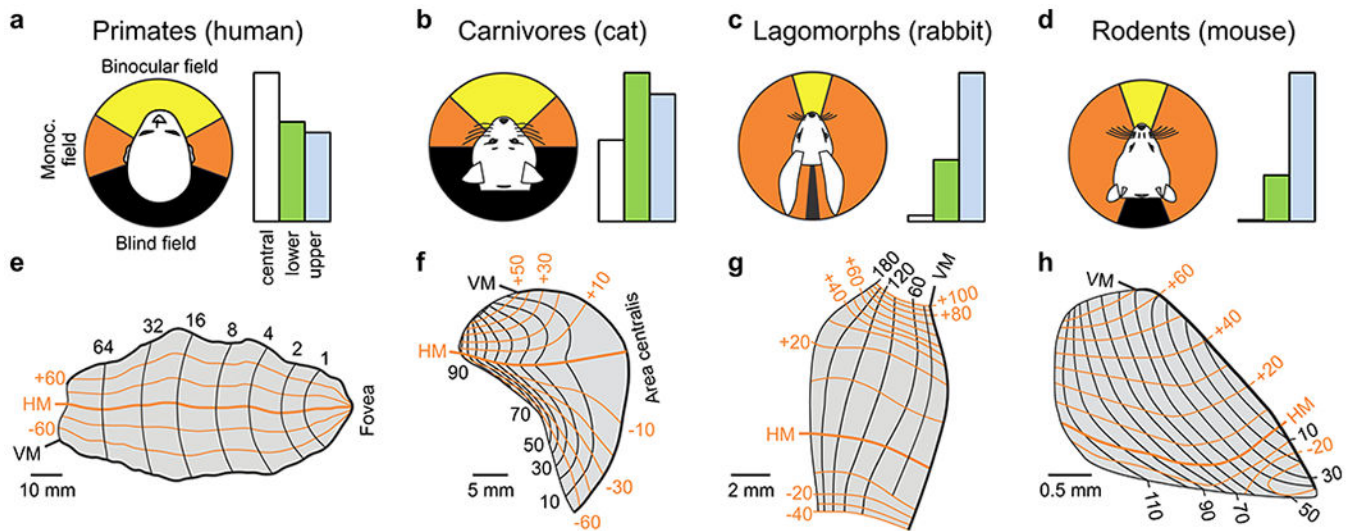 a Primates (human)
Binocular field
Monoc. field
Blind field
central
lower
upper
b Carnivores (cat)
c Lagomorphs (rabbit)
d Rodents (mouse)
e
64
32
16
8
4
2
1
+60
HM
-60
VM
Fovea
10 mm
f
VM
+50
+30
+10
HM
90
70
50
30
10
-10
-30
-60
Area centralis
5 mm
g
180
120
60
VM
+60
+40
+20
+100
+80
HM
-20
-40
2 mm
h
VM
+60
+40
+20
HM
10
-20
30
50
70
90
110
0.5 mm